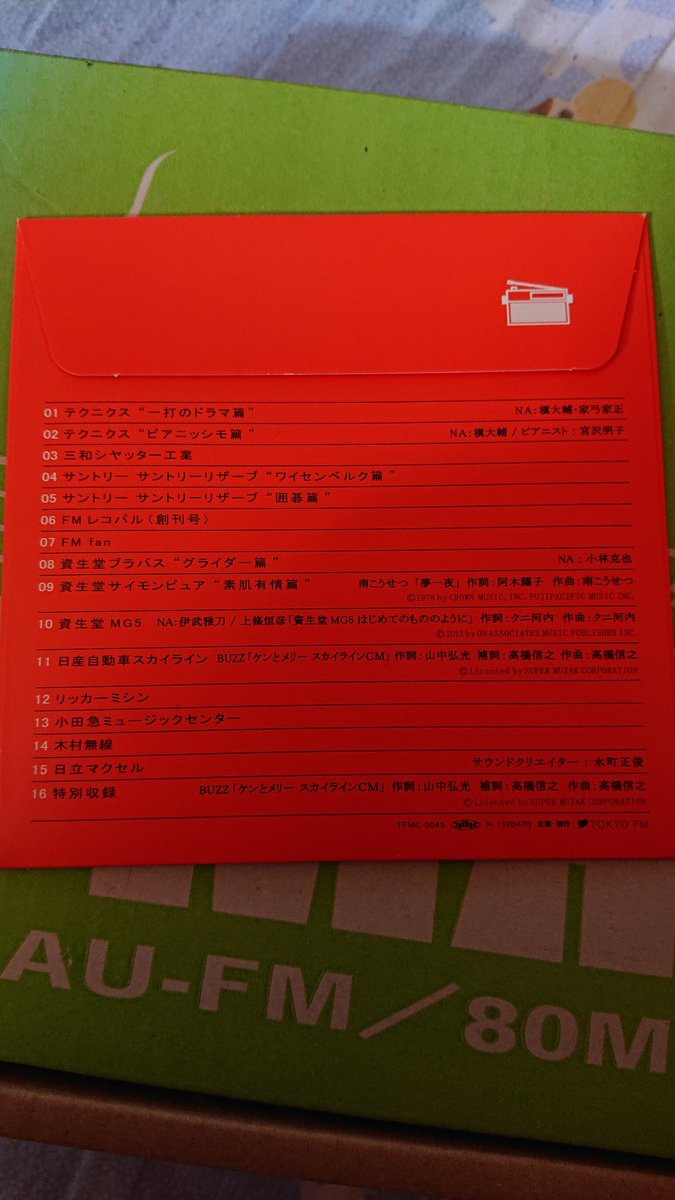 01 テクニクス“一打のドラマ篇” NA:槇大輔・家弓家正
02 テクニクス“ピアニッシモ篇” NA:槇大輔/ピアニスト:宮沢明子
03 三和シヤッター工業
04 サントリー サントリーリザーブ“ワイセンベルク篇”
05 サントリー サントリーリザーブ“囲碁篇”
06 FMレコパル(創刊号)
07 FM fan
08 資生堂ブラバス“グライダー篇” NA:小林克也
09 資生堂サイモンピュア“素肌有情篇” 南こうせつ「夢一夜」作詞:阿木燿子 作曲:南こうせつ
©1978 by CROWN MUSIC, INC. FUJIPACIFIC MUSIC INC.
10 資生堂MG5 NA:伊武雅刀/上條恒彦「資生堂MG5はじめてのもののように」作詞:クニ河内 作曲:クニ河内
©2013 by ON ASSOCIATES MUSIC PUBLISHER INC.
11 日産自動車スカイライン BUZZ「ケンとメリー スカイラインCM」作詞:山中弘光 補詞:高橋信之 作曲:高橋信之
©Licensed by SUPER MUZAK CORPORATION
12 リッカーミシン
13 小田急ミュージックセンター
14 木村無線
15 日立マクセル サウンドクリエイター:水町正俊
16 特別収録 BUZZ「ケンとメリー スカイラインCM」作詞:山中弘光 補詞:高橋信之 作曲:高橋信之
©Licensed by SUPER MUZAK CORPORATION
TFMC-0043 R-1320473 企画・制作: TOKYO FM
AU-FM/80M